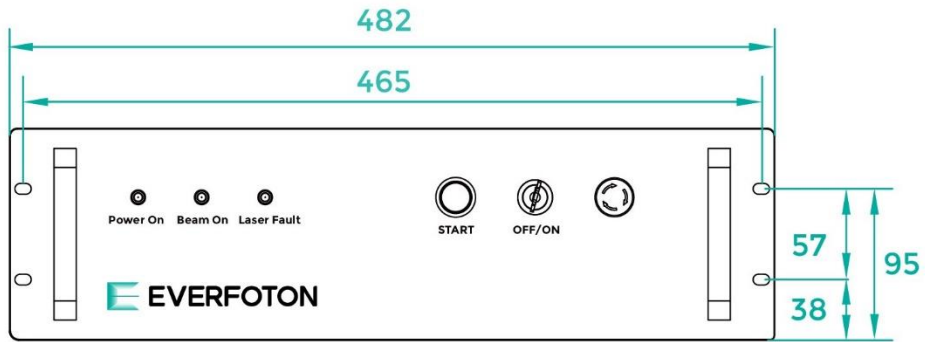 482
465
Power On Beam On Laser Fault
START OFF/ON
57
95
38
EVERFOTON